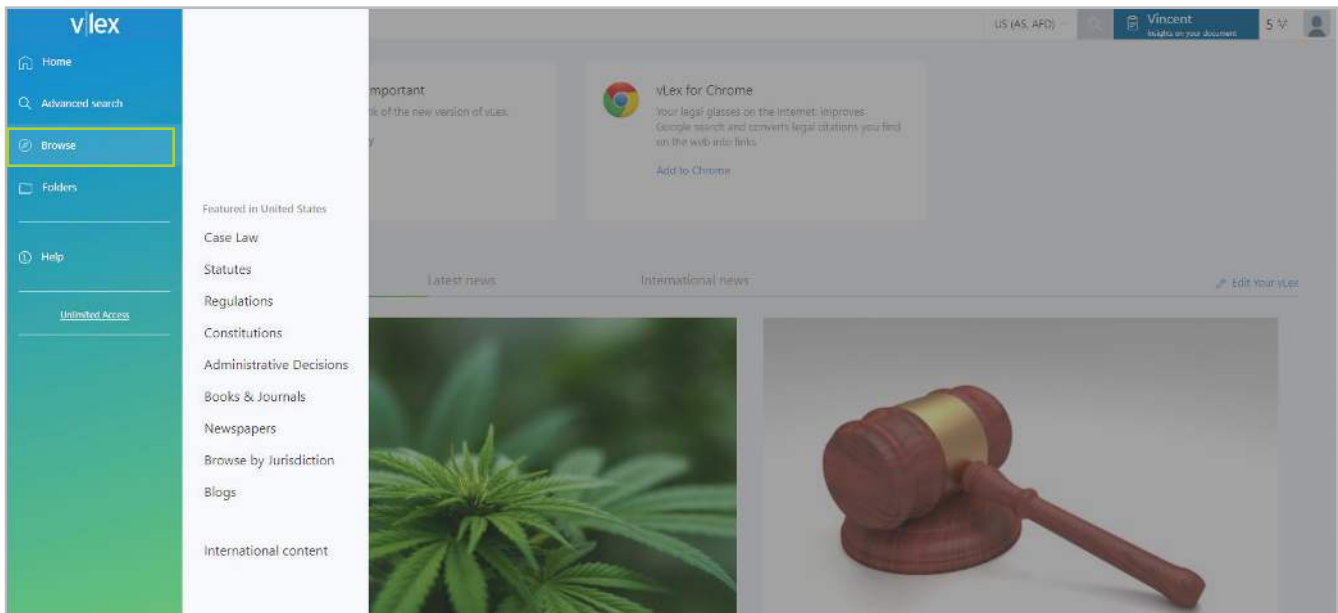 vlex
Home
Advanced search
Browse
Folders
Help
Unlimited Access
Featured in United States
Case Law
Statutes
Regulations
Constitutions
Administrative Decisions
Books & Journals
Newspapers
Browse by Jurisdiction
Blogs
International content
US (AS, AFD)
Vincent
Insights on your document
5
mportant
k of the new version of vLex.
y
vLex for Chrome
Your legal glasses on the Internet: improves
Google search and converts legal citations you find
on the web into links
Add to Chrome
Latest news
International news
Edit Your vLex